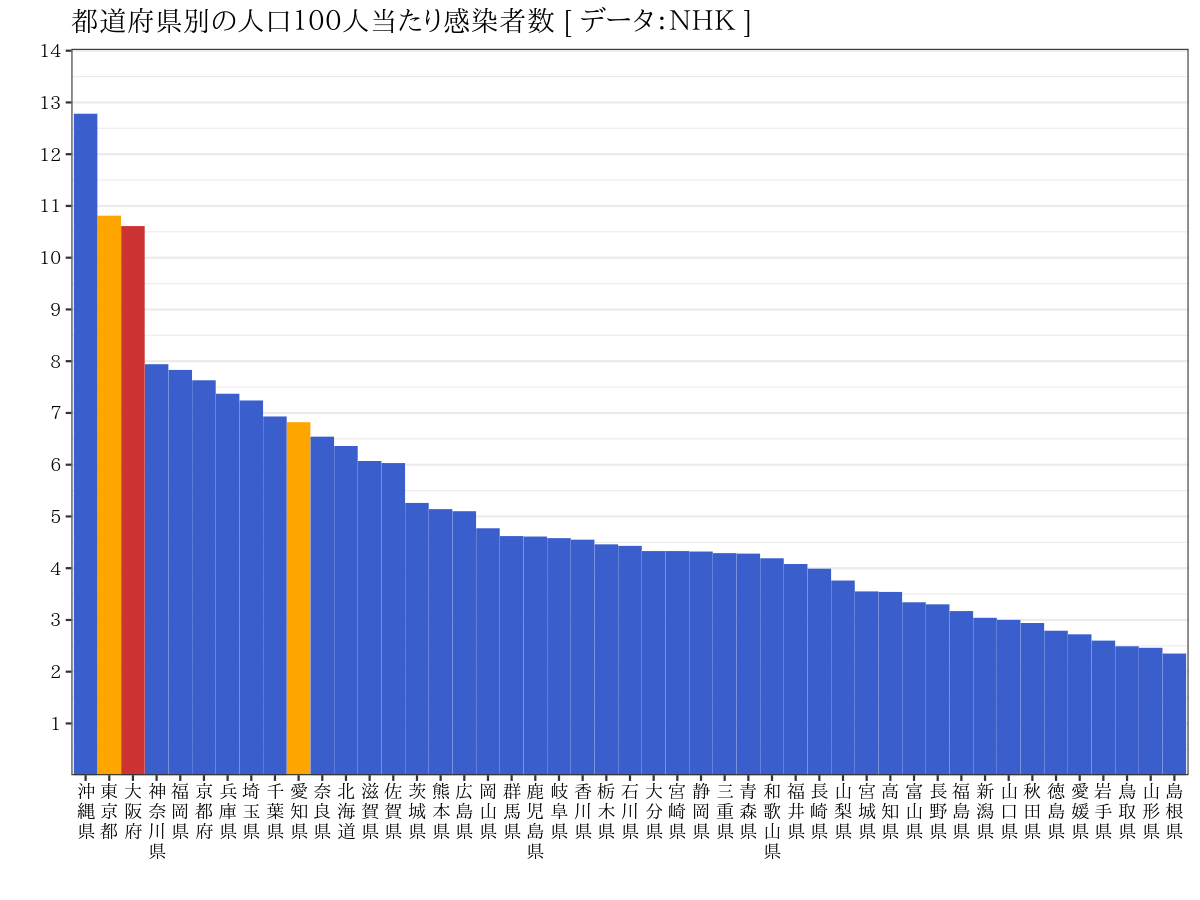 都道府県別の人口100人当たり感染者数 [ データ:NHK ]
14
13
12
11
10
9
8
7
6
5
4
3
2
1
沖縄県
東京都
大阪府
神奈川県
福岡県
京都府
兵庫県
埼玉県
千葉県
愛知県
奈良県
北海道
滋賀県
佐賀県
茨城県
熊本県
広島県
岡山県
群馬県
鹿児島県
岐阜県
香川県
栃木県
石川県
大分県
宮崎県
静岡県
三重県
青森県
和歌山県
福井県
長崎県
山梨県
宮城県
高知県
富山県
長野県
福島県
新潟県
山口県
秋田県
徳島県
愛媛県
岩手県
鳥取県
山形県
島根県